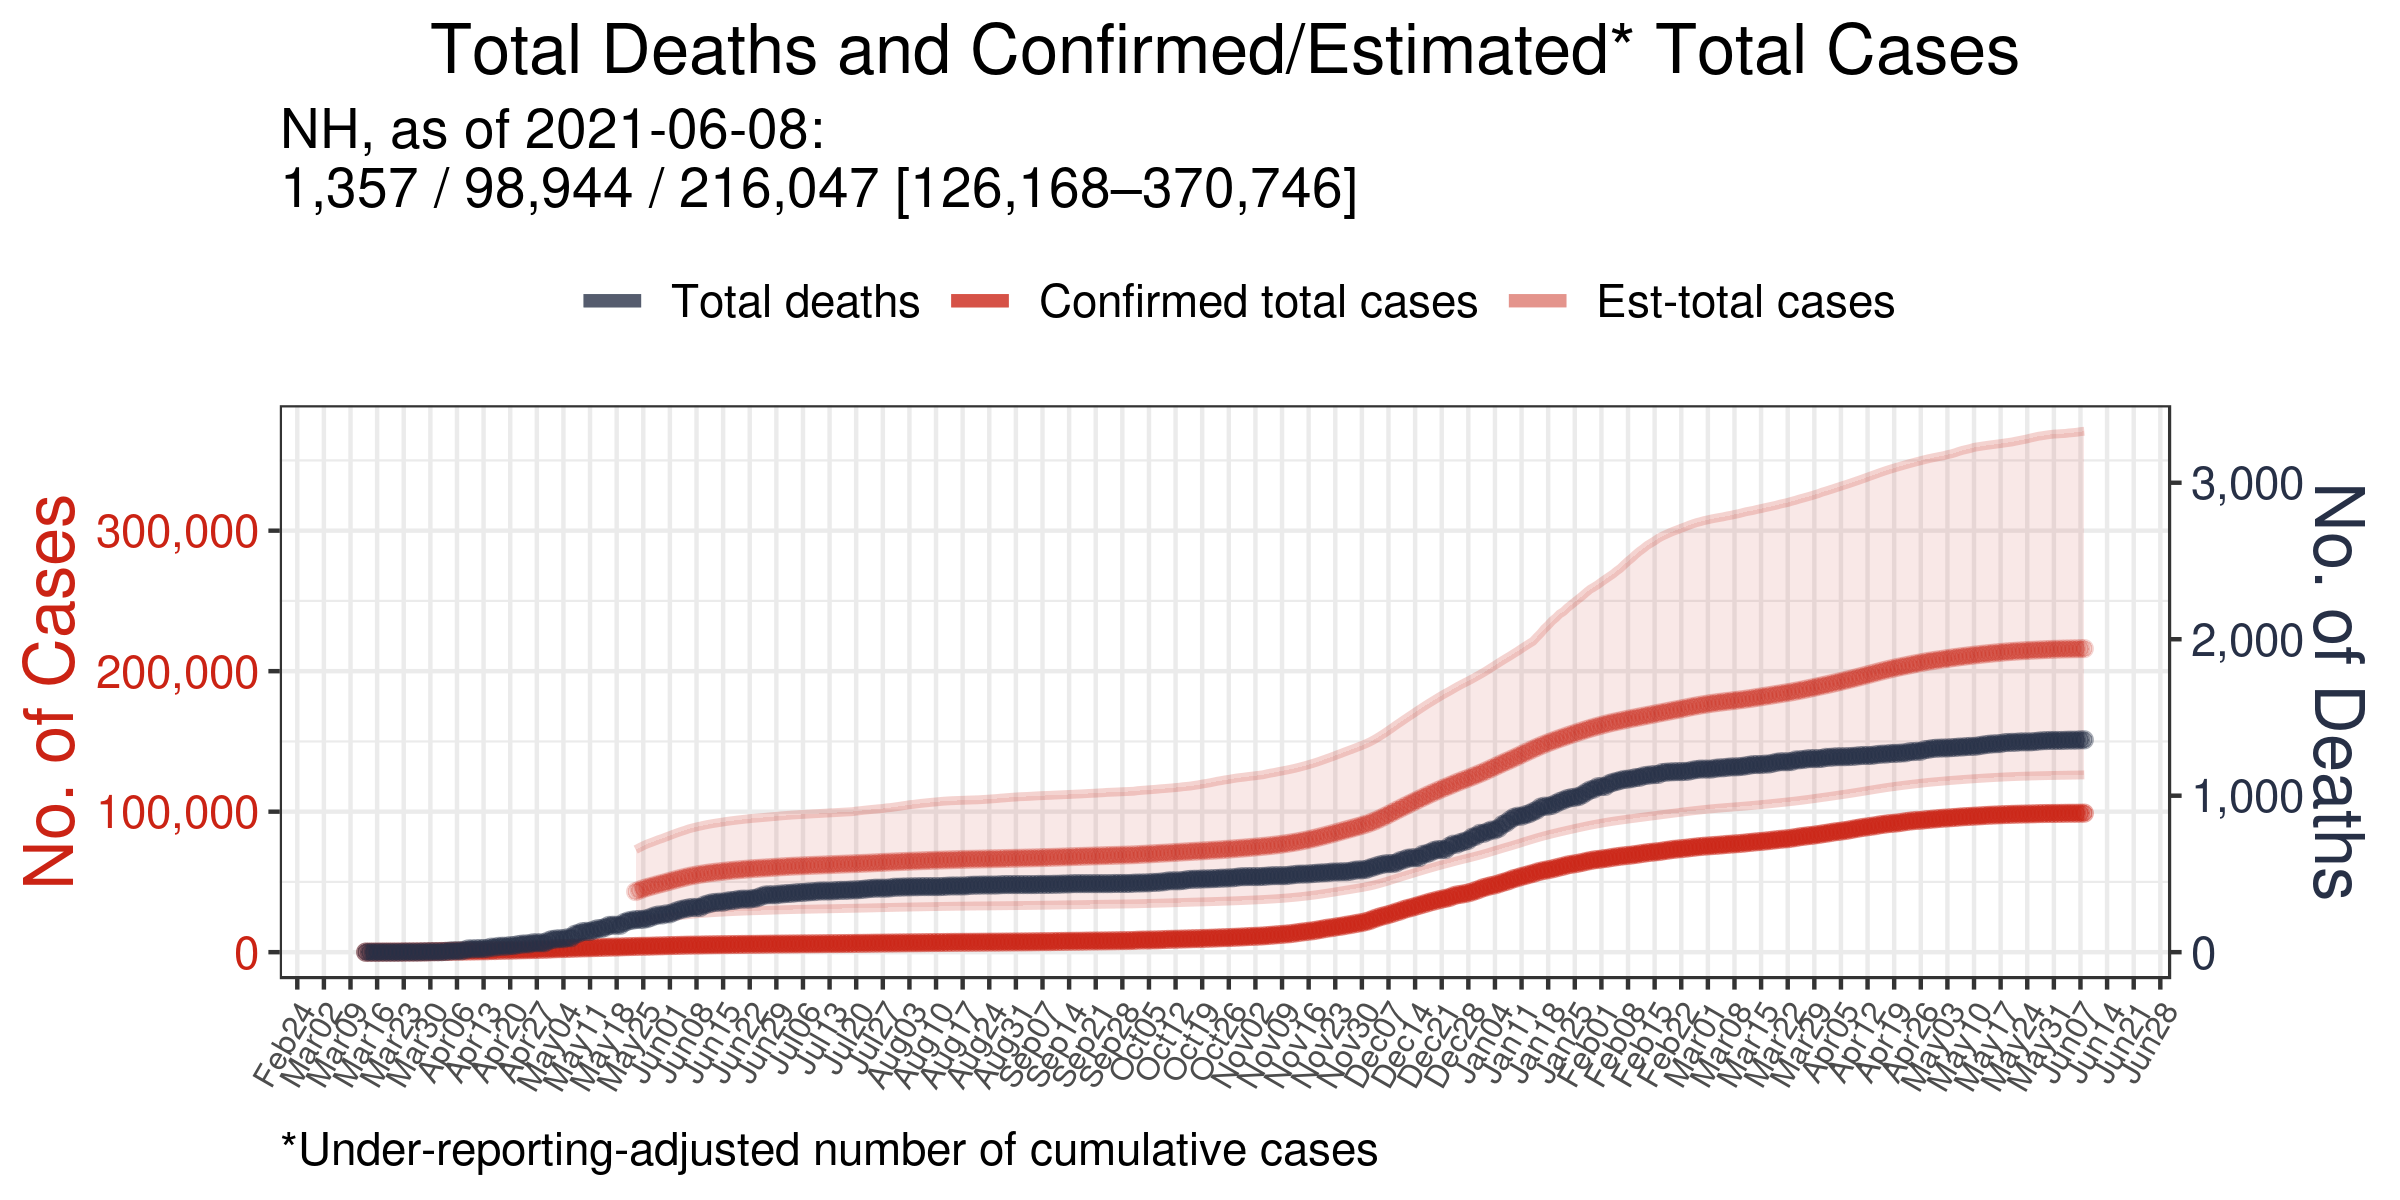 Total Deaths and Confirmed/Estimated* Total Cases
NH, as of 2021-06-08:
1,357 / 98,944 / 216,047 [126,168–370,746]
Total deaths Confirmed total cases Est-total cases
No. of Cases
300,000
200,000
100,000
0
3,000
2,000
1,000
0
No. of Deaths
Feb24 Mar02 Mar09 Mar16 Mar23 Mar30 Apr06 Apr13 Apr20 Apr27 May04 May11 May18 May25 Jun01 Jun08 Jun15 Jun22 Jun29 Jul06 Jul13 Jul20 Jul27 Aug03 Aug10 Aug17 Aug24 Aug31 Sep07 Sep14 Sep21 Sep28 Oct05 Oct12 Oct19 Oct26 Nov02 Nov09 Nov16 Nov23 Nov30 Dec07 Dec14 Dec21 Dec28 Jan04 Jan11 Jan18 Jan25 Feb01 Feb08 Feb15 Feb22 Mar01 Mar08 Mar15 Mar22 Mar29 Apr05 Apr12 Apr19 Apr26 May03 May10 May17 May24 May31 Jun07 Jun14 Jun21 Jun28
*Under-reporting-adjusted number of cumulative cases